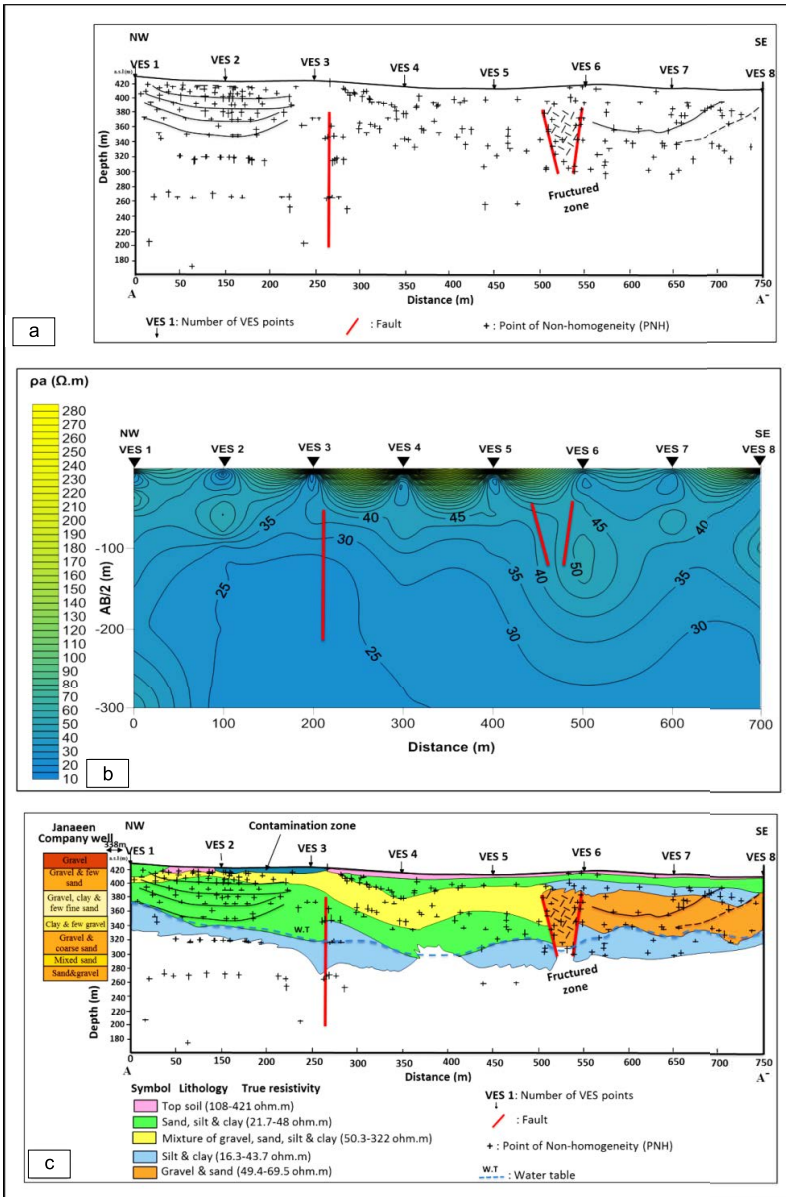 NW SE
VES 1 VES 2 VES 3 VES 4 VES 5 VES 6 VES 7 VES 8
a.s.l(m)
420
400
380
360
340
320
300
280
260
240
220
200
180
Depth (m)
Fructured
zone
0 50 100 150 200 250 300 350 400 450 500 550 600 650 700 750
A Distance (m) A¯
VES 1: Number of VES points : Fault + : Point of Non-homogeneity (PNH)
a
ρa (Ω.m)
280
270
260
250
240
230
220
210
200
190
180
170
160
150
140
130
120
110
100
90
80
70
60
50
40
30
20
10
NW SE
VES 1 VES 2 VES 3 VES 4 VES 5 VES 6 VES 7 VES 8
35 40 45 45 40
30
25 35 40 50 35
30 30
25
-100
-200
-300
AB/2 (m)
0 100 200 300 400 500 600 700
Distance (m)
b
Janaeen
Company well
338m
NW Contamination zone SE
VES 1 VES 2 VES 3 VES 4 VES 5 VES 6 VES 7 VES 8
a.s.l(m)
Gravel
Gravel & few
sand
Gravel, clay &
few fine sand
Clay & few gravel
Gravel &
coarse sand
Mixed sand
Sand&gravel
420
400
380
360
340
320
300
280
260
240
220
200
180
Depth (m)
W.T
Fructured
zone
0 50 100 150 200 250 300 350 400 450 500 550 600 650 700 750
A Distance (m) A¯
Symbol Lithology True resistivity
Top soil (108-421 ohm.m)
Sand, silt & clay (21.7-48 ohm.m)
Mixture of gravel, sand, silt & clay (50.3-322 ohm.m)
Silt & clay (16.3-43.7 ohm.m)
Gravel & sand (49.4-69.5 ohm.m)
VES 1: Number of VES points
: Fault
+ : Point of Non-homogeneity (PNH)
W.T : Water table
c